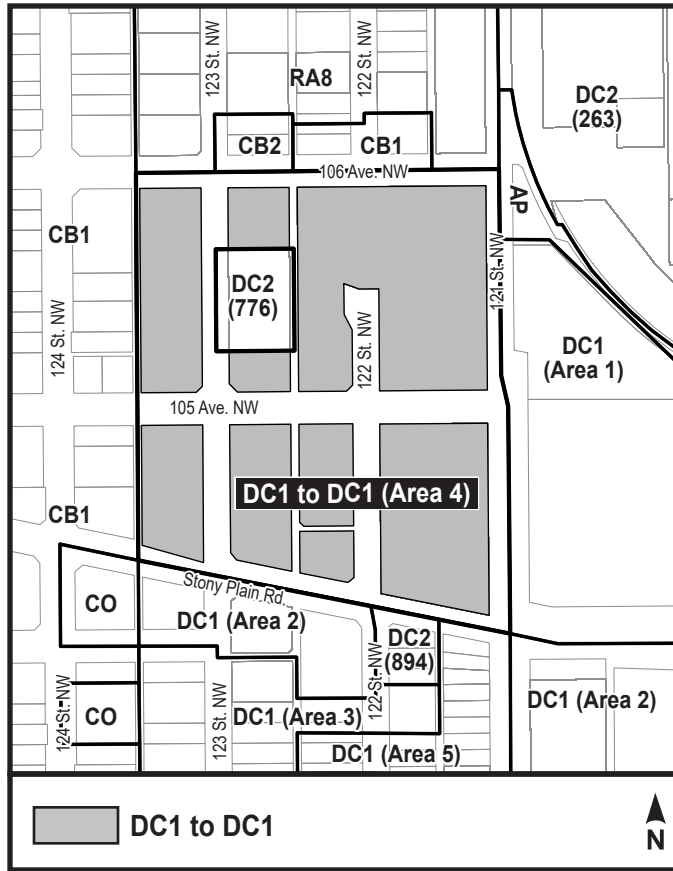 123 St. NW
122 St. NW
RA8
DC2
(263)
CB2
CB1
106 Ave. NW
AP
CB1
DC2
(776)
121 St. NW
124 St. NW
122 St. NW
DC1
(Area 1)
105 Ave. NW
DC1 to DC1 (Area 4)
CB1
Stony Plain Rd.
CO
DC1 (Area 2)
DC2
(894)
122 St. NW
124 St. NW
CO
123 St. NW
DC1 (Area 3)
DC1 (Area 2)
DC1 (Area 5)
DC1 to DC1
N